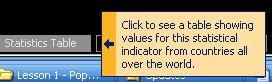 Click to see a table showing
values for this statistical
indicator from countries all
over the world.
Statistics Table
Lesson 1 - Pop...
Updates